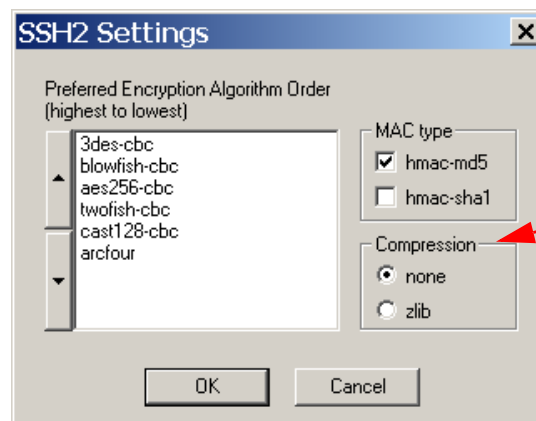 SSH2 Settings
Preferred Encryption Algorithm Order
(highest to lowest)
3des-cbc
blowfish-cbc
aes256-cbc
twofish-cbc
cast128-cbc
arcfour
MAC type
hmac-md5
hmac-sha1
Compression
none
zlib
OK
Cancel